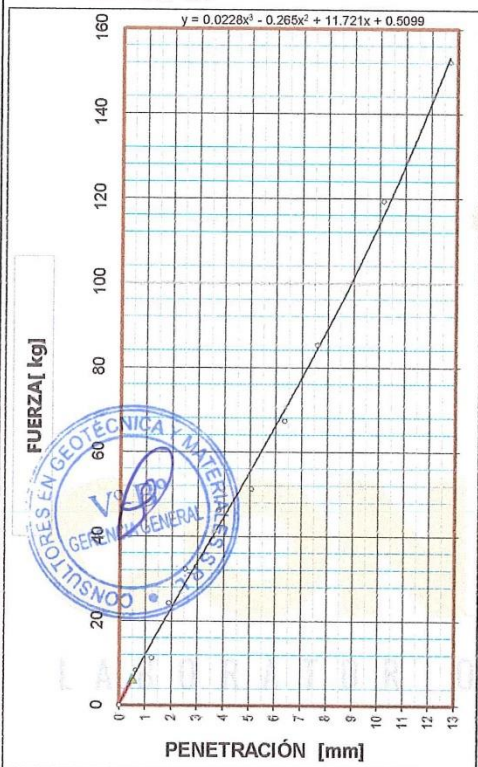 y = 0.0228x³ - 0.265x² + 11.721x + 0.5099
160
140
120
100
80
60
40
20
0
FUERZA[ kg]
CONSULTORES EN GEOTÉCNICA Y MATERIALES S.R.L.
V°B°
GERENCIA GENERAL
L A B O R A T O R I O
0 1 2 3 4 5 6 7 8 9 10 11 12 13
PENETRACIÓN [mm]